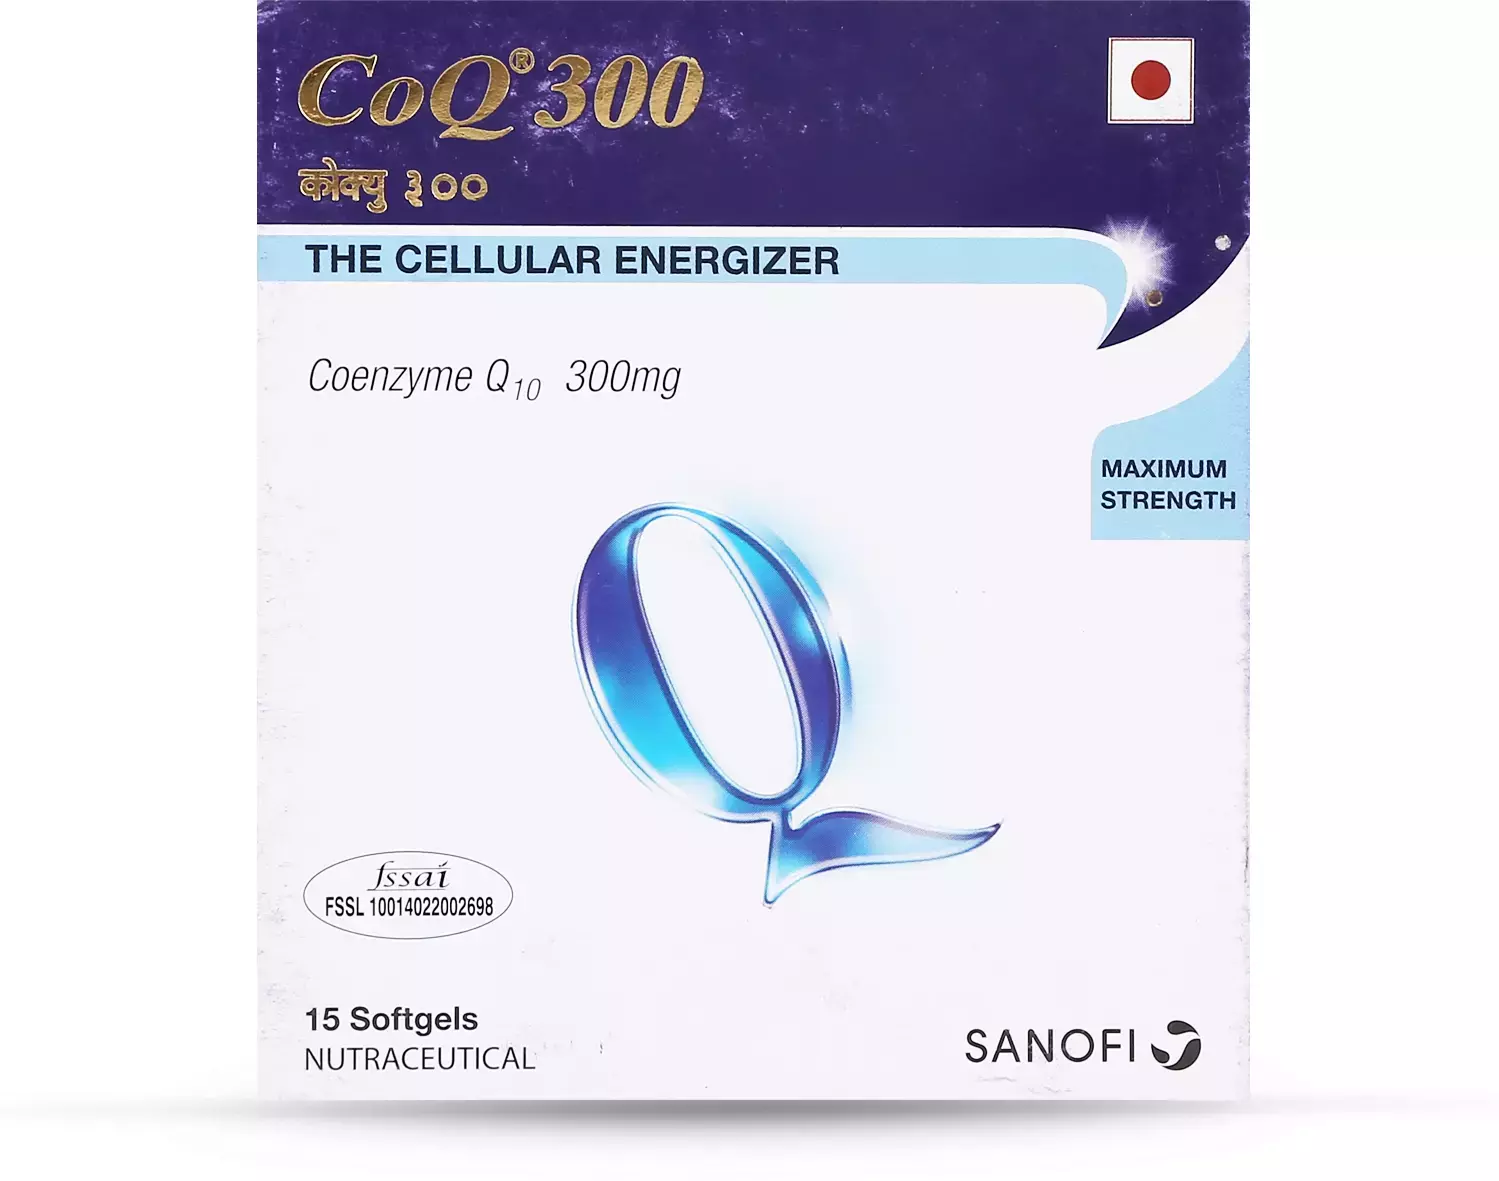 CoQ® 300
कोक्यु ३००
THE CELLULAR ENERGIZER
Coenzyme Q10 300mg
MAXIMUM
STRENGTH
Q
fssai
FSSL 10014022002698
15 Softgels
NUTRACEUTICAL
SANOFI